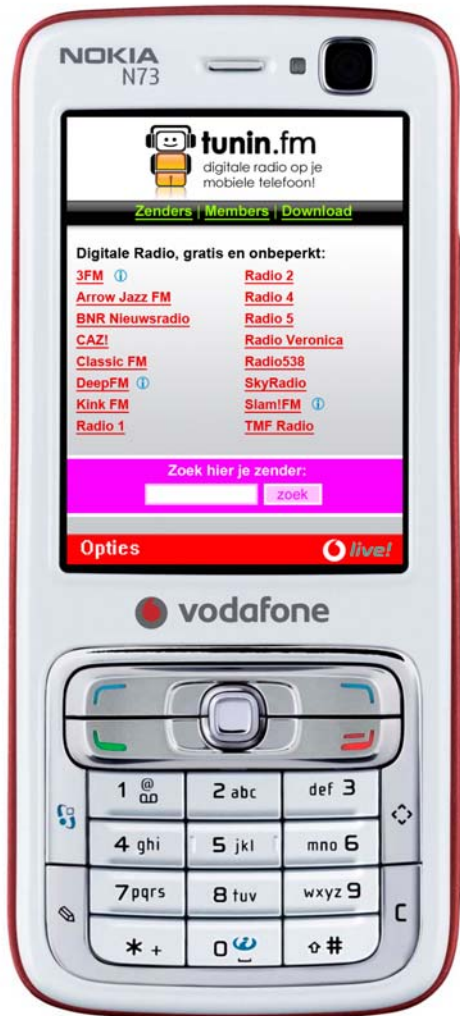 NOKIA
N73
tunin.fm
digitale radio op je
mobiele telefoon!
Zenders | Members | Download
Digitale Radio, gratis en onbeperkt:
3FM
Radio 2
Arrow Jazz FM
Radio 4
BNR Nieuwsradio
Radio 5
CAZ!
Radio Veronica
Classic FM
Radio538
DeepFM
SkyRadio
Kink FM
Slam!FM
Radio 1
TMF Radio
Zoek hier je zender:
zoek
Opties
live!
vodafone
1 @
2 abc
def 3
4 ghi
5 jkl
mno 6
7 pqrs
8 tuv
wxyz 9
C
* +
0
#